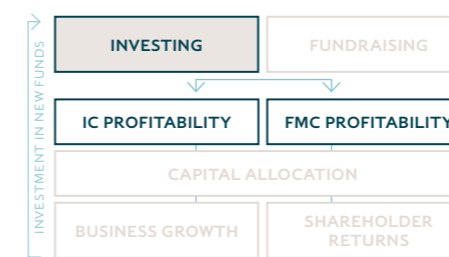 INVESTING
FUNDRAISING
INVESTMENT IN NEW FUNDS
IC PROFITABILITY
FMC PROFITABILITY
CAPITAL ALLOCATION
BUSINESS GROWTH
SHAREHOLDER
RETURNS